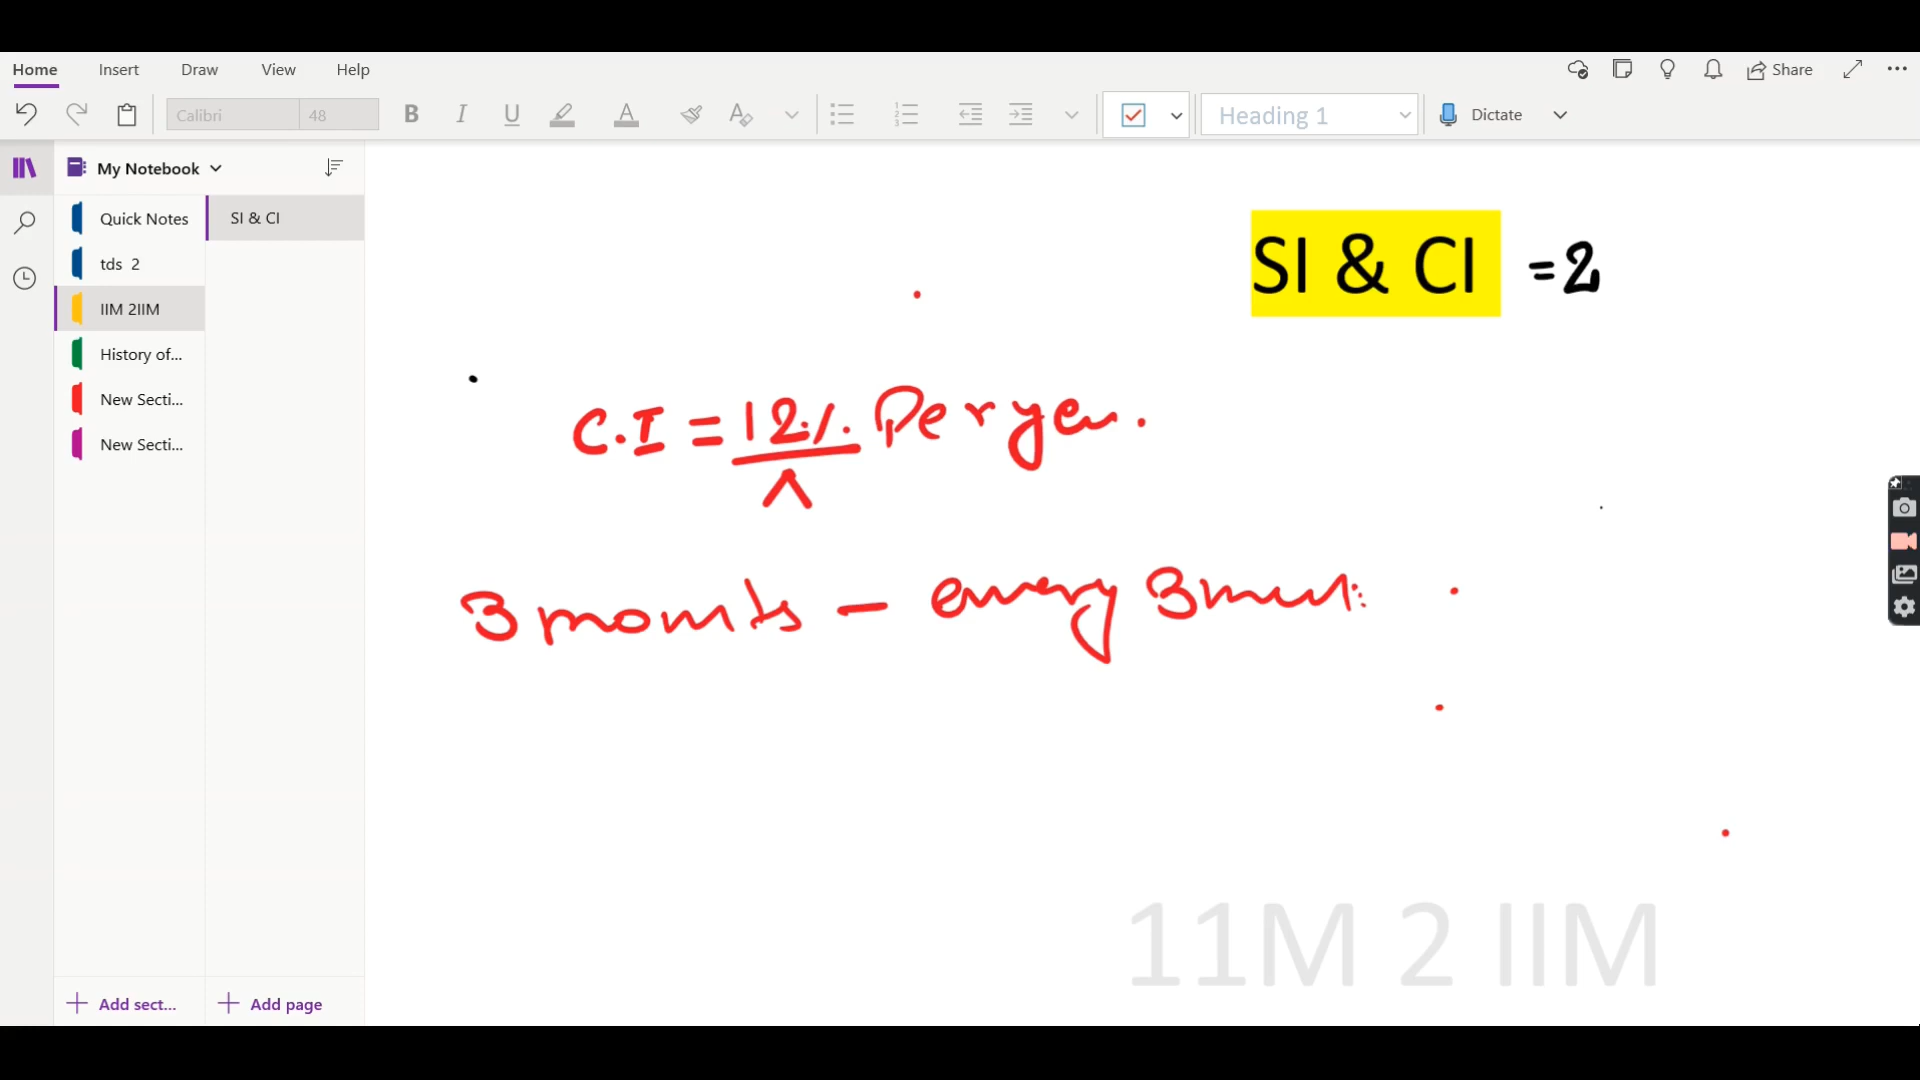 Home Insert Draw View Help Share
Calibri 48 B I U A A Heading 1 Dictate
My Notebook
Quick Notes
tds 2
IIM 2IIM
History of...
New Secti...
New Secti...
SI & CI
SI & CI =2
C.I = 12%. Per year.
3 months - every 3
11M 2 IIM
Add sect... Add page